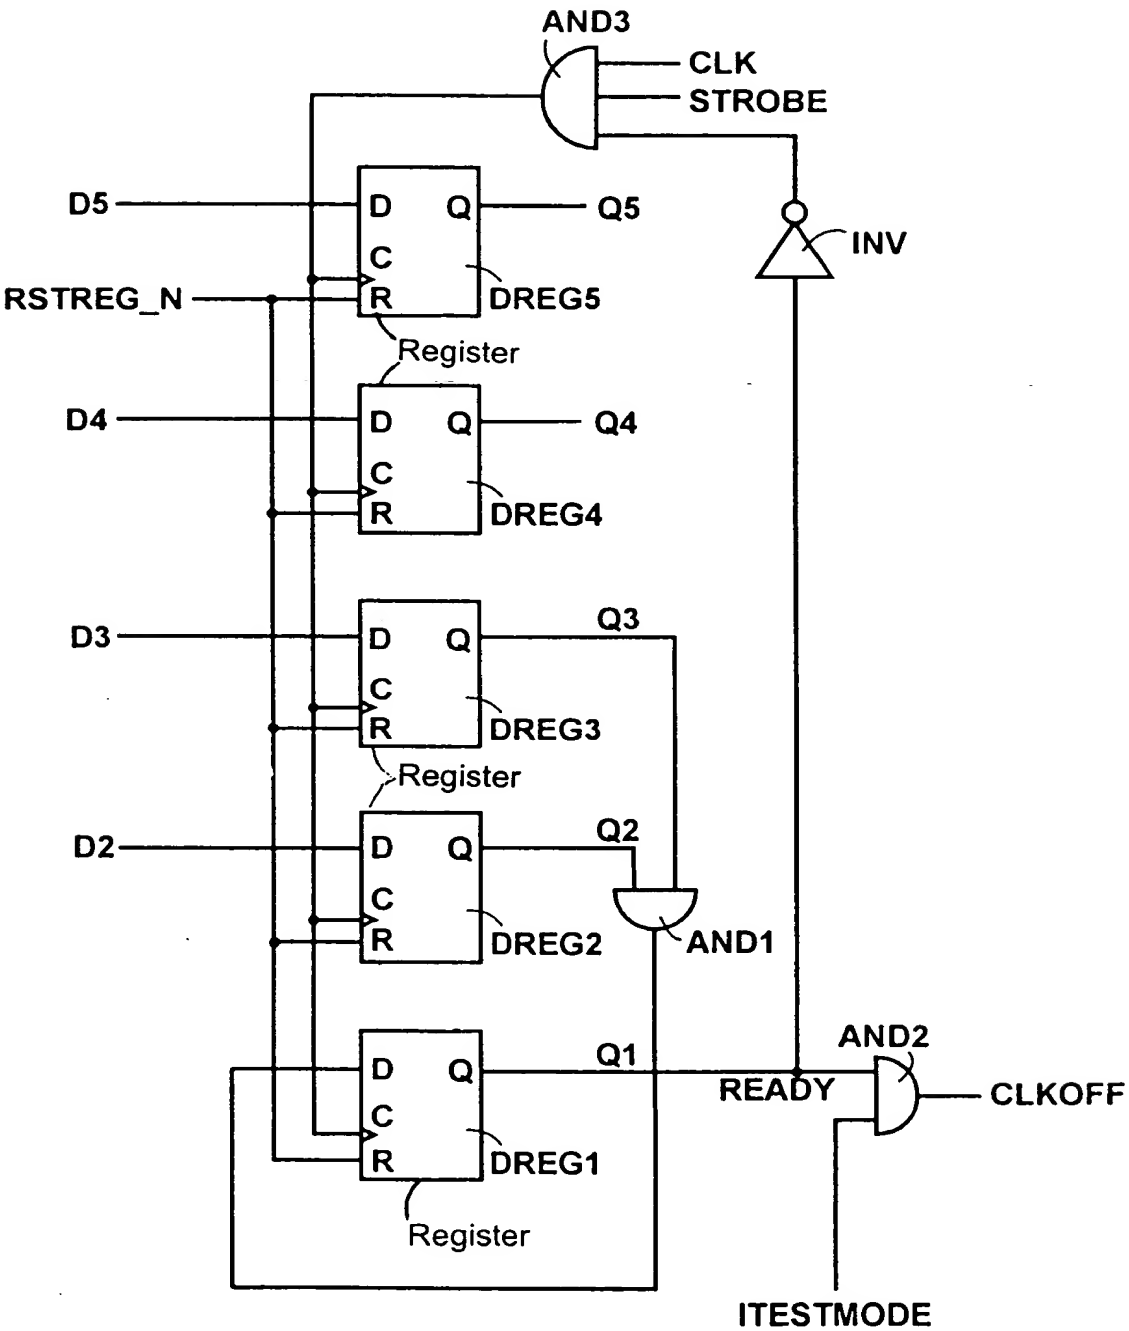 AND3
CLK
STROBE
D5
D
Q
Q5
C
INV
RSTREG_N
R
DREG5
Register
D4
D
Q
Q4
C
R
DREG4
D3
D
Q
Q3
C
R
DREG3
Register
D2
D
Q
Q2
C
R
DREG2
AND1
D
Q
Q1
READY
AND2
CLKOFF
C
R
DREG1
Register
ITESTMODE